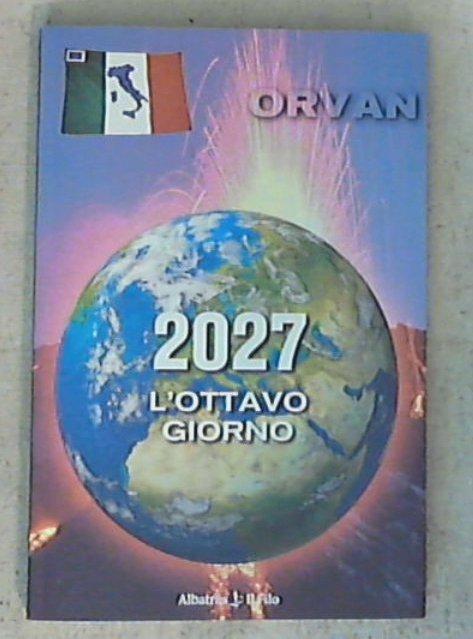 ORVAN
2027
L'OTTAVO
GIORNO
Albatros Il Filo